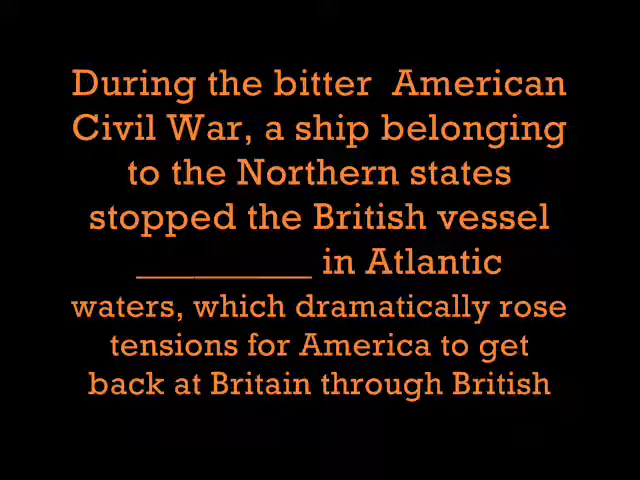 During the bitter American
Civil War, a ship belonging
to the Northern states
stopped the British vessel
__________ in Atlantic
waters, which dramatically rose
tensions for America to get
back at Britain through British